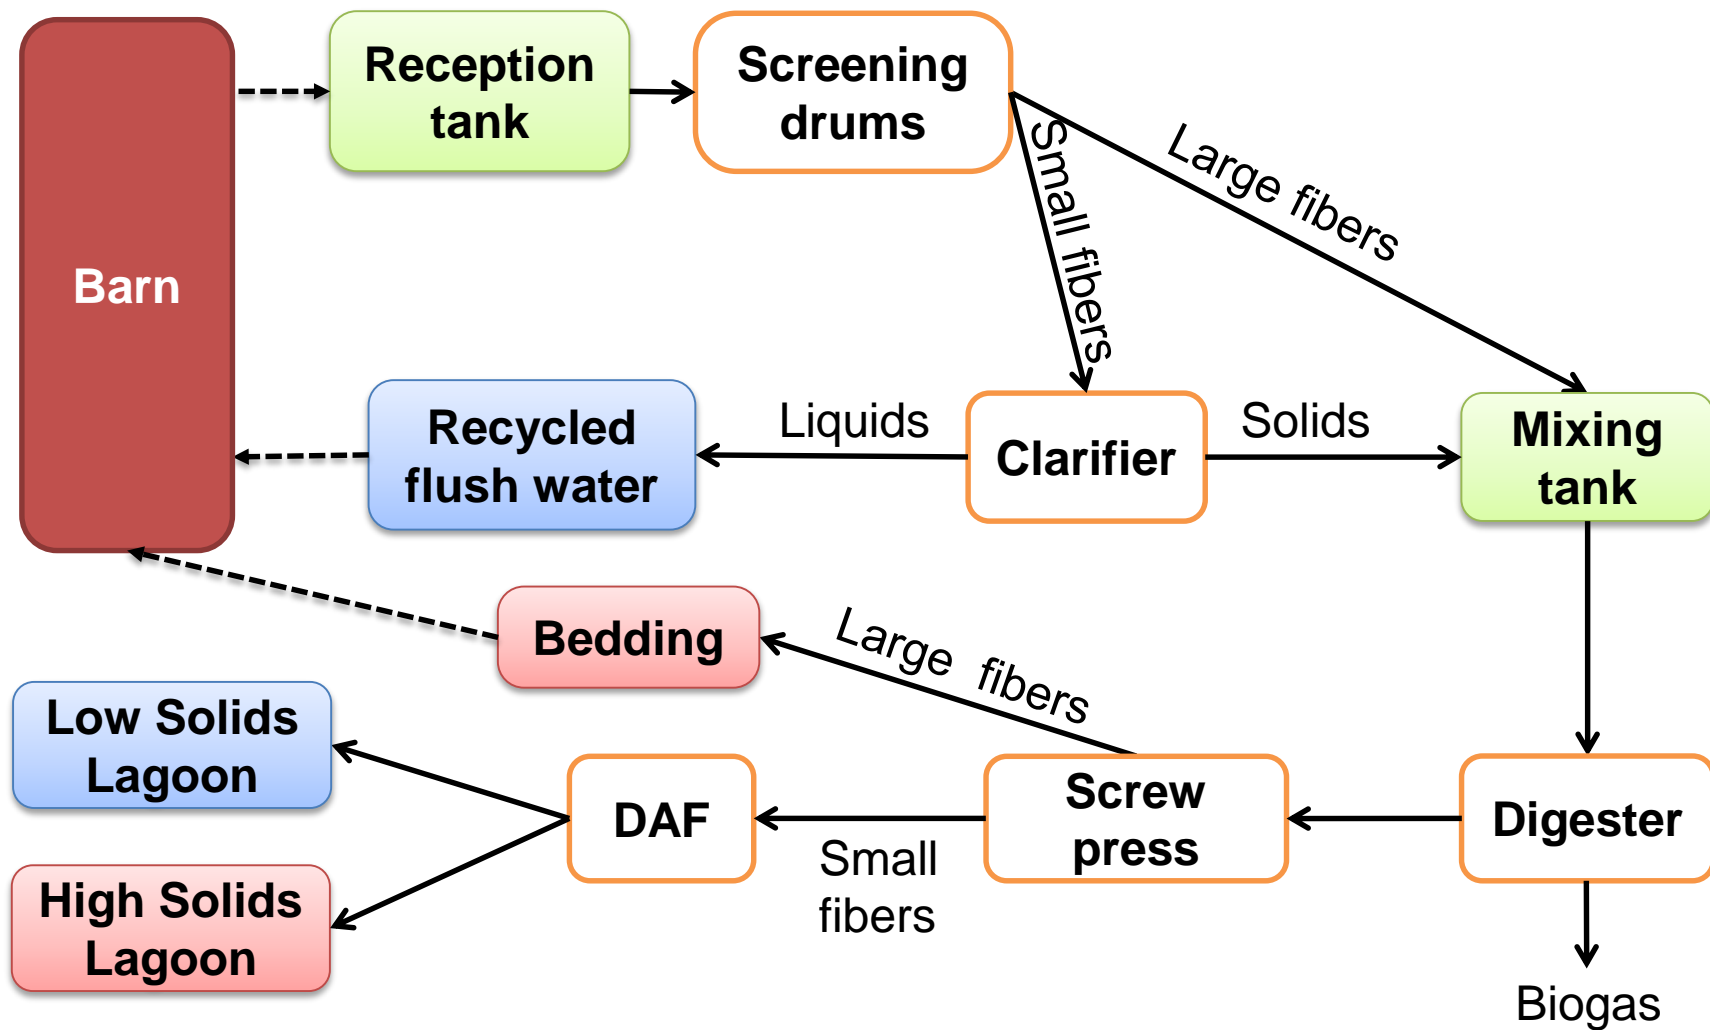 Reception
tank
Screening
drums
Small fibers
Large fibers
Barn
Recycled
flush water
Liquids
Clarifier
Solids
Mixing
tank
Bedding
Large fibers
Low Solids
Lagoon
DAF
Small
fibers
Screw
press
Digester
High Solids
Lagoon
Biogas